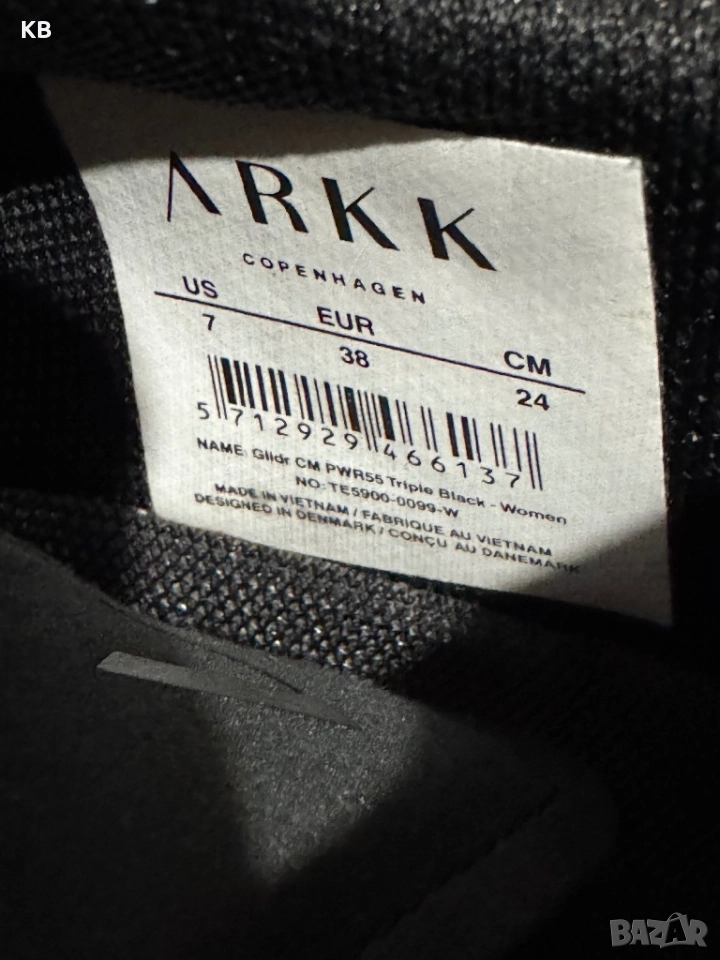 KB
ARKK
COPENHAGEN
US EUR CM
7 38 24
5 712929 466137
NAME: Glidr CM PWR55 Triple Black - Women
NO: TE5900-0099-W
MADE IN VIETNAM / FABRIQUE AU VIETNAM
DESIGNED IN DENMARK / CONÇU AU DANEMARK
BAZAR